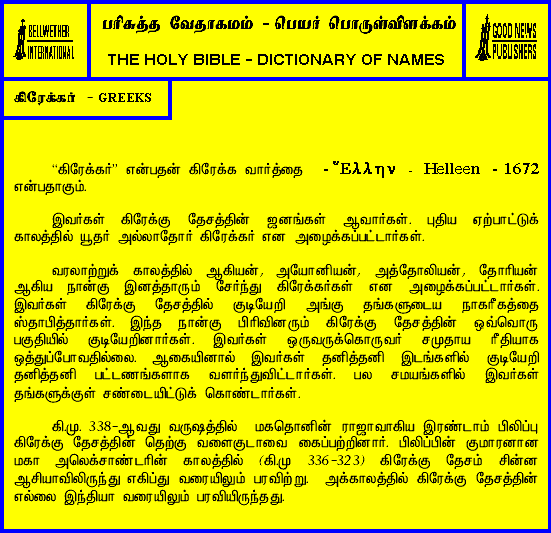 BELLWETHER
INTERNATIONAL
பரிசுத்த வேதாகமம் - பெயர் பொருள்விளக்கம்
THE HOLY BIBLE - DICTIONARY OF NAMES
GOOD NEWS
PUBLISHERS
கிரேக்கர் - GREEKS
“கிரேக்கர்” என்பதன் கிரேக்க வார்த்தை - Ἕλλην - Helleen - 1672
என்பதாகும்.
இவர்கள் கிரேக்கு தேசத்தின் ஜனங்கள் ஆவார்கள். புதிய ஏற்பாட்டுக்
காலத்தில் யூதர் அல்லாதோர் கிரேக்கர் என அழைக்கப்பட்டார்கள்.
வரலாற்றுக் காலத்தில் ஆகியன், அயோனியன், அத்தோலியன், தோரியன்
ஆகிய நான்கு இனத்தாரும் சேர்ந்து கிரேக்கர்கள் என அழைக்கப்பட்டார்கள்.
இவர்கள் கிரேக்கு தேசத்தில் குடியேறி அங்கு தங்களுடைய நாகரீகத்தை
ஸ்தாபித்தார்கள். இந்த நான்கு பிரிவினரும் கிரேக்கு தேசத்தின் ஒவ்வொரு
பகுதியில் குடியேறினார்கள். இவர்கள் ஒருவருக்கொருவர் சமுதாய ரீதியாக
ஒத்துப்போவதில்லை. ஆகையினால் இவர்கள் தனித்தனி இடங்களில் குடியேறி
தனித்தனி பட்டணங்களாக வளர்ந்துவிட்டார்கள். பல சமயங்களில் இவர்கள்
தங்களுக்குள் சண்டையிட்டுக் கொண்டார்கள்.
கி.மு. 338-ஆவது வருஷத்தில் மகதொனின் ராஜாவாகிய இரண்டாம் பிலிப்பு
கிரேக்கு தேசத்தின் தெற்கு வளைகுடாவை கைப்பற்றினார். பிலிப்பின் குமாரனான
மகா அலெக்சாண்டரின் காலத்தில் (கி.மு 336-323) கிரேக்கு தேசம் சின்ன
ஆசியாவிலிருந்து எகிப்து வரையிலும் பரவிற்று. அக்காலத்தில் கிரேக்கு தேசத்தின்
எல்லை இந்தியா வரையிலும் பரவியிருந்தது.